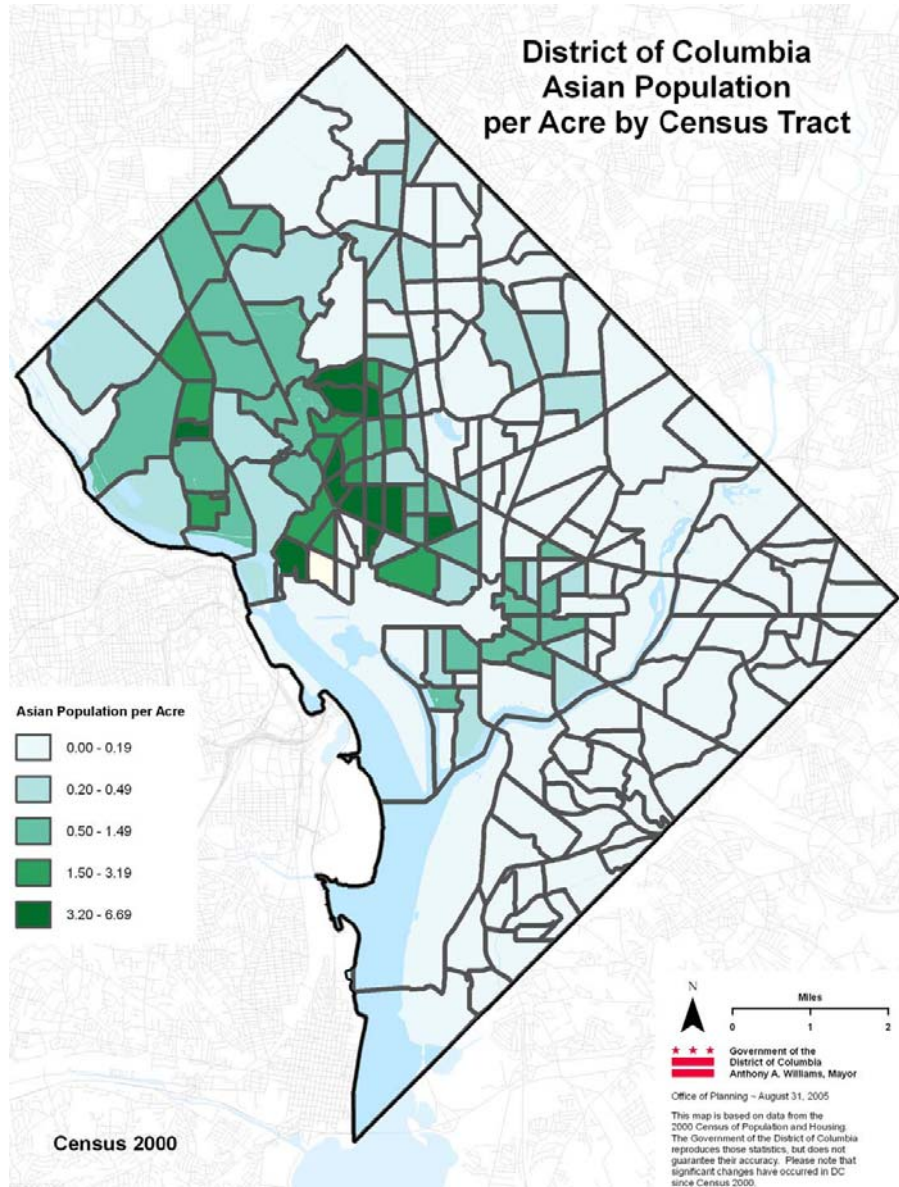 District of Columbia
Asian Population
per Acre by Census Tract
Asian Population per Acre
0.00 - 0.19
0.20 - 0.49
0.50 - 1.49
1.50 - 3.19
3.20 - 6.69
N
Miles
0 1 2
Government of the
District of Columbia
Anthony A. Williams, Mayor
Office of Planning ~ August 31, 2005
This map is based on data from the
2000 Census of Population and Housing.
The Government of the District of Columbia
reproduces those statistics, but does not
guarantee their accuracy. Please note that
significant changes have occurred in DC
since Census 2000.
Census 2000